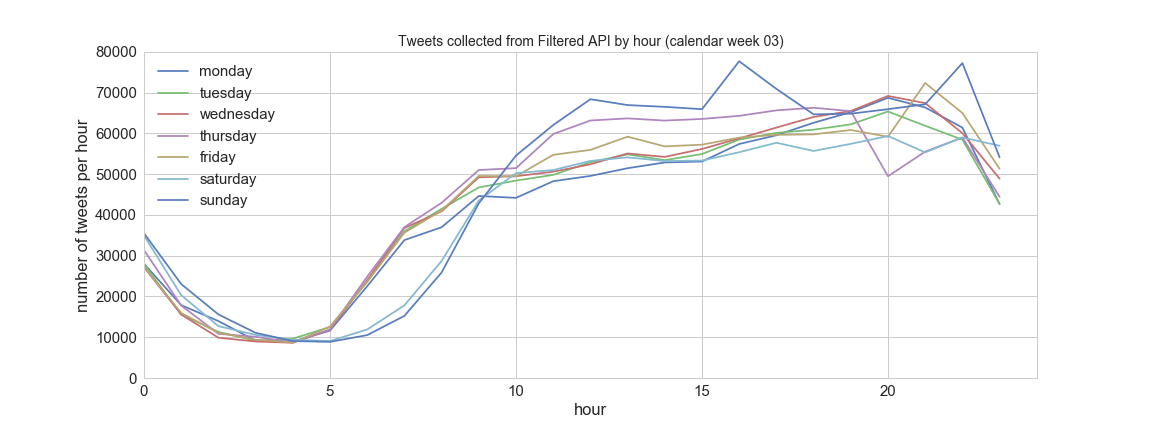 Tweets collected from Filtered API by hour (calendar week 03)
80000
70000
60000
50000
40000
30000
20000
10000
0
number of tweets per hour
monday
tuesday
wednesday
thursday
friday
saturday
sunday
0 5 10 15 20
hour